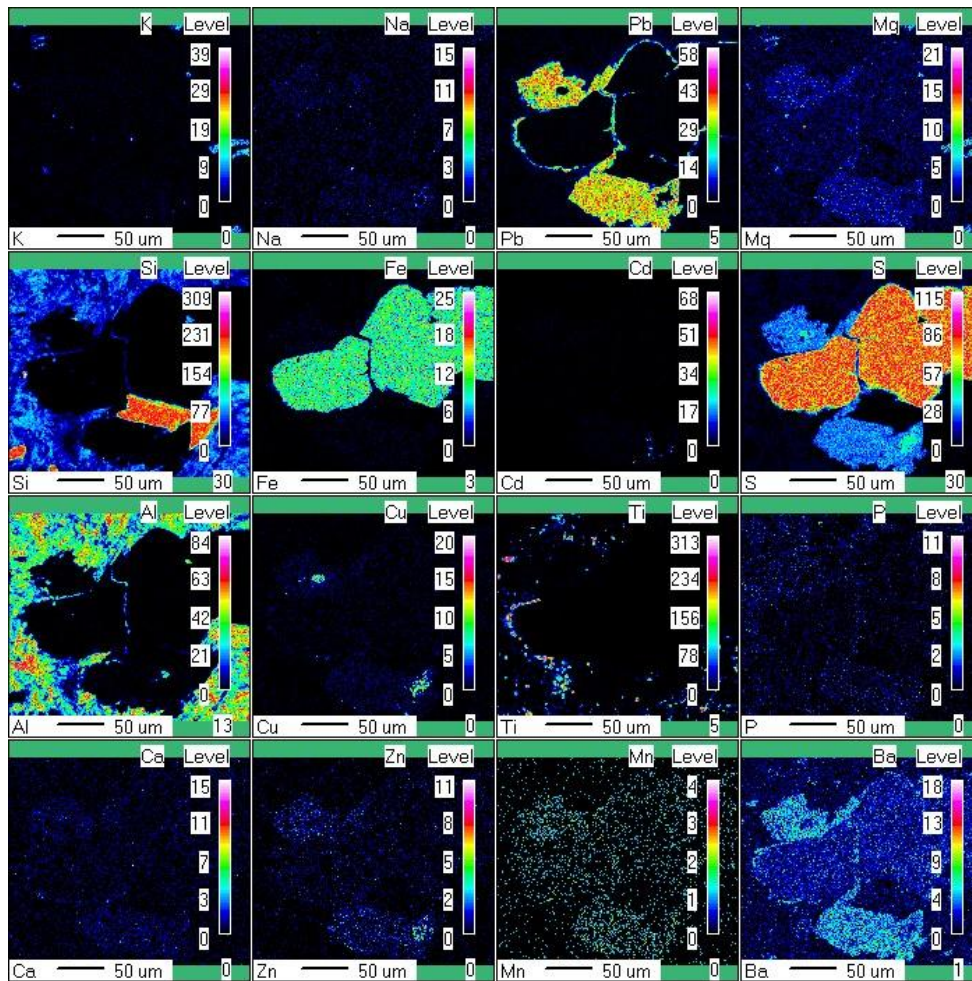 K Level
39
29
19
9
0
K 50 um 0
Na Level
15
11
7
3
0
Na 50 um 0
Pb Level
58
43
29
14
0
Pb 50 um 5
Mg Level
21
15
10
5
0
Mg 50 um 0
Si Level
309
231
154
77
0
Si 50 um 30
Fe Level
25
18
12
6
0
Fe 50 um 3
Cd Level
68
51
34
17
0
Cd 50 um 0
S Level
115
86
57
28
0
S 50 um 30
Al Level
84
63
42
21
0
Al 50 um 13
Cu Level
20
15
10
5
0
Cu 50 um 0
Ti Level
313
234
156
78
0
Ti 50 um 5
P Level
11
8
5
2
0
P 50 um 0
Ca Level
15
11
7
3
0
Ca 50 um 0
Zn Level
11
8
5
2
0
Zn 50 um 0
Mn Level
4
3
2
1
0
Mn 50 um 0
Ba Level
18
13
9
4
0
Ba 50 um 1